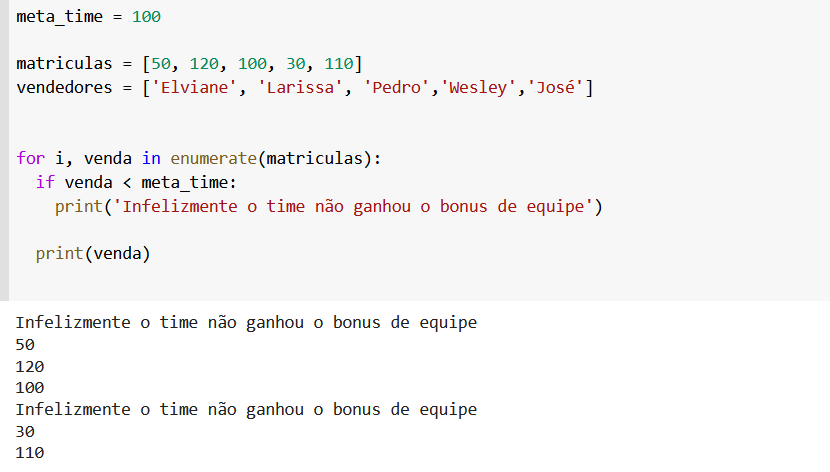 meta_time = 100
matriculas = [50, 120, 100, 30, 110]
vendedores = ['Elviane', 'Larissa', 'Pedro','Wesley','José']
for i, venda in enumerate(matriculas):
  if venda < meta_time:
    print('Infelizmente o time não ganhou o bonus de equipe')
  print(venda)
Infelizmente o time não ganhou o bonus de equipe
50
120
100
Infelizmente o time não ganhou o bonus de equipe
30
110